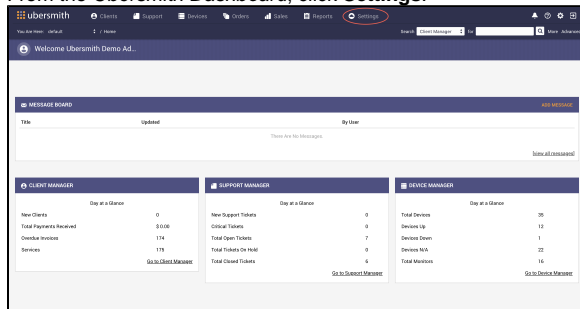 From the Ubersmith Dashboard, click Settings.
ubersmith Clients Support Devices Orders Sales Reports Settings
You Are Here: default / Home Search Client Manager for More Advanced
Welcome Ubersmith Demo Ad...
MESSAGE BOARD ADD MESSAGE
Title Updated By User
There Are No Messages.
[view all messages]
CLIENT MANAGER
Day at a Glance
New Clients 0
Total Payments Received $ 0.00
Overdue Invoices 174
Services 175
Go to Client Manager
SUPPORT MANAGER
Day at a Glance
New Support Tickets 0
Critical Tickets 0
Total Open Tickets 7
Total Tickets On Hold 0
Total Closed Tickets 6
Go to Support Manager
DEVICE MANAGER
Day at a Glance
Total Devices 35
Devices Up 12
Devices Down 1
Devices N/A 22
Total Monitors 16
Go to Device Manager